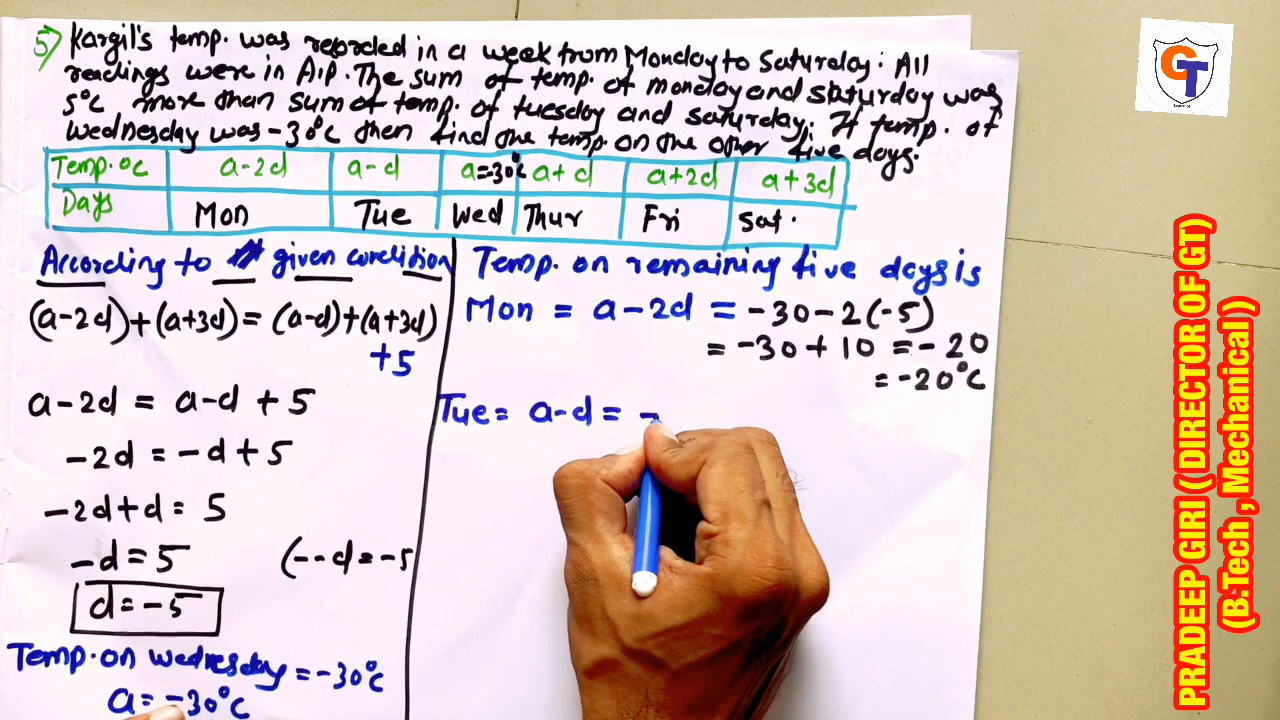 5) Kargil's temp. was recorded in a week from Monday to Saturday: All
readings were in A.P. The sum of temp. of monday and saturday was
5°C more than sum of temp. of tuesday and saturday. If temp. of
Wednesday was -30°C then find the temp. on the other five days.
Temp.°C a-2d a-d a=-30°C a+d a+2d a+3d
Days Mon Tue Wed Thur Fri Sat.
According to given condition
(a-2d)+(a+3d) = (a-d)+(a+3d)
+5
a-2d = a-d+5
-2d = -d+5
-2d+d = 5
-d = 5 (--d = -5
d = -5
Temp. on wednesday = -30°C
a = -30°C
Temp. on remaining five days is
Mon = a-2d = -30-2(-5)
= -30+10 = -20
= -20°C
Tue = a-d = -
GT
PRADEEP GIRI ( DIRECTOR OF GT)
(B.Tech , Mechanical )